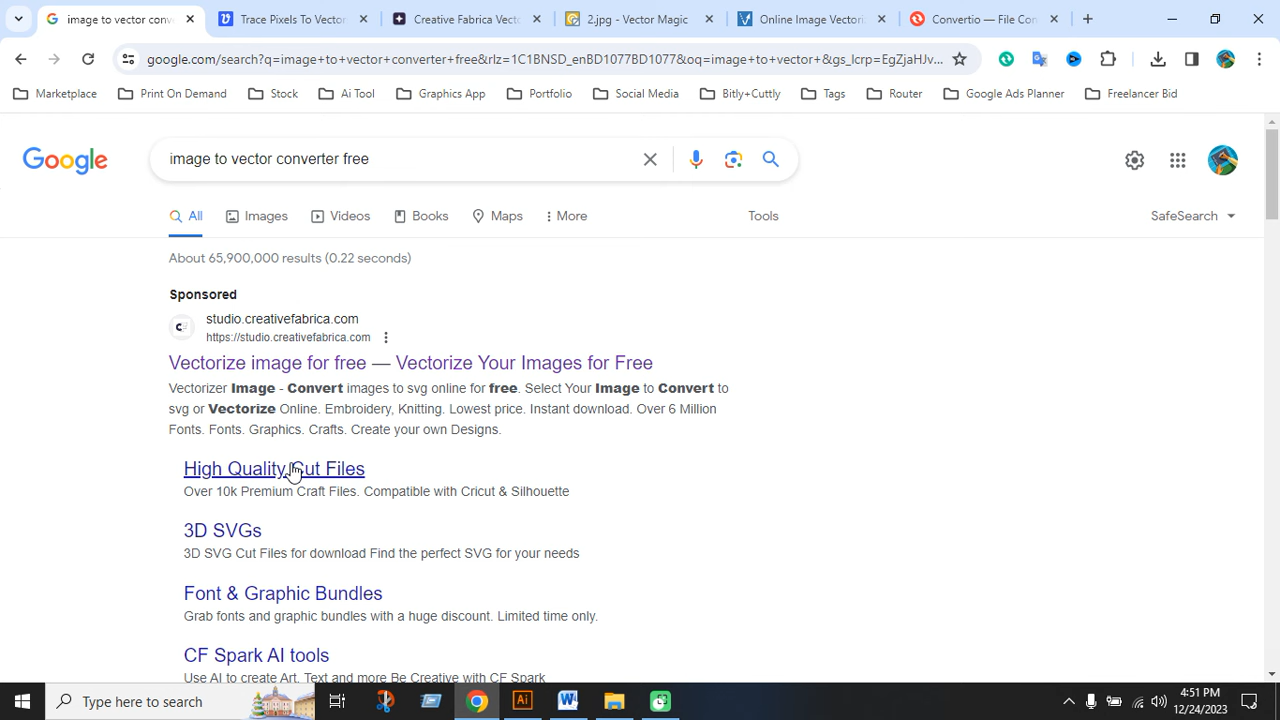 image to vector conv
Trace Pixels To Vector
Creative Fabrica Vecto
2.jpg - Vector Magic
Online Image Vectoriz
Convertio — File Con
google.com/search?q=image+to+vector+converter+free&rlz=1C1BNSD_enBD1077BD1077&oq=image+to+vector+&gs_lcrp=EgZjaHJv...
Marketplace
Print On Demand
Stock
Ai Tool
Graphics App
Portfolio
Social Media
Bitly+Cuttly
Tags
Router
Google Ads Planner
Freelancer Bid
Google
image to vector converter free
All
Images
Videos
Books
Maps
More
Tools
SafeSearch
About 65,900,000 results (0.22 seconds)
Sponsored
studio.creativefabrica.com
https://studio.creativefabrica.com
Vectorize image for free — Vectorize Your Images for Free
Vectorizer Image - Convert images to svg online for free. Select Your Image to Convert to
svg or Vectorize Online. Embroidery, Knitting. Lowest price. Instant download. Over 6 Million
Fonts. Fonts. Graphics. Crafts. Create your own Designs.
High Quality Cut Files
Over 10k Premium Craft Files. Compatible with Cricut & Silhouette
3D SVGs
3D SVG Cut Files for download Find the perfect SVG for your needs
Font & Graphic Bundles
Grab fonts and graphic bundles with a huge discount. Limited time only.
CF Spark AI tools
Use AI to create Art, Text and more Be Creative with CF Spark
Type here to search
Ai
4:51 PM
12/24/2023